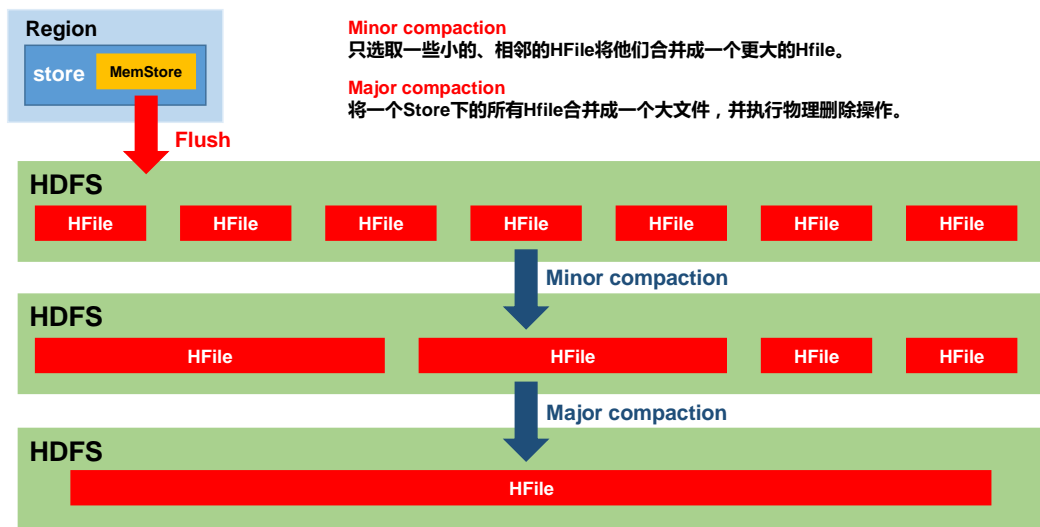 Region
store
MemStore
Minor compaction
只选取一些小的、相邻的HFile将他们合并成一个更大的Hfile。
Major compaction
将一个Store下的所有Hfile合并成一个大文件，并执行物理删除操作。
Flush
HDFS
HFile HFile HFile HFile HFile HFile HFile
Minor compaction
HDFS
HFile HFile HFile HFile
Major compaction
HDFS
HFile